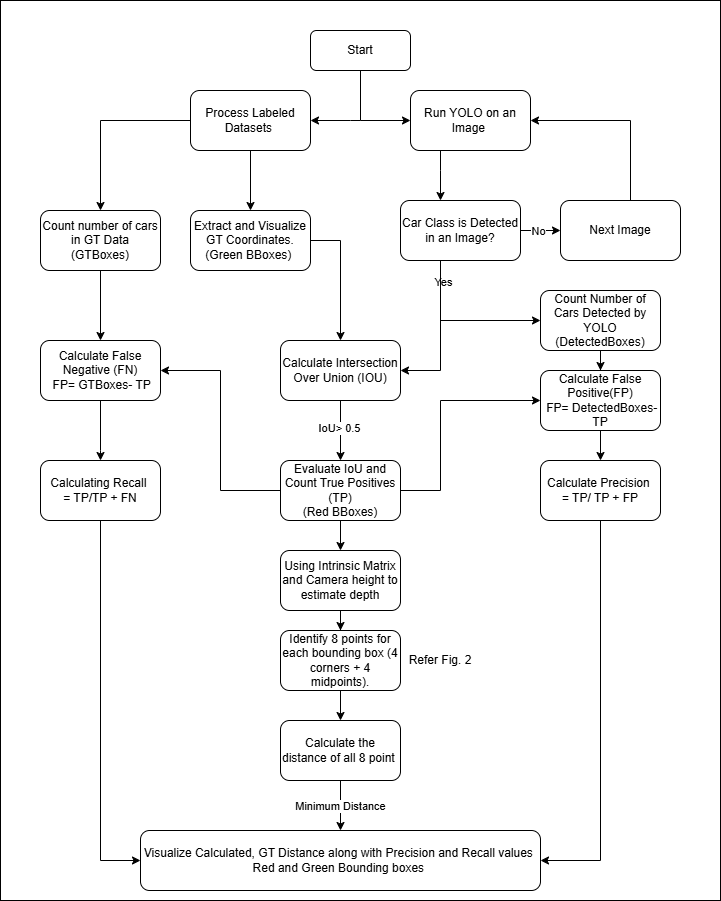 Start
Process Labeled
Datasets
Run YOLO on an
Image
Count number of cars
in GT Data
(GTBoxes)
Extract and Visualize
GT Coordinates.
(Green BBoxes)
Car Class is Detected
in an Image?
No
Next Image
Yes
Count Number of
Cars Detected by
YOLO
(DetectedBoxes)
Calculate False
Negative (FN)
FP= GTBoxes- TP
Calculate Intersection
Over Union (IOU)
Calculate False
Positive(FP)
FP= DetectedBoxes-
TP
IoU> 0.5
Calculating Recall
= TP/TP + FN
Evaluate IoU and
Count True Positives
(TP)
(Red BBoxes)
Calculate Precision
= TP/ TP + FP
Using Intrinsic Matrix
and Camera height to
estimate depth
Identify 8 points for
each bounding box (4
corners + 4
midpoints).
Refer Fig. 2
Calculate the
distance of all 8 point
Minimum Distance
Visualize Calculated, GT Distance along with Precision and Recall values
Red and Green Bounding boxes